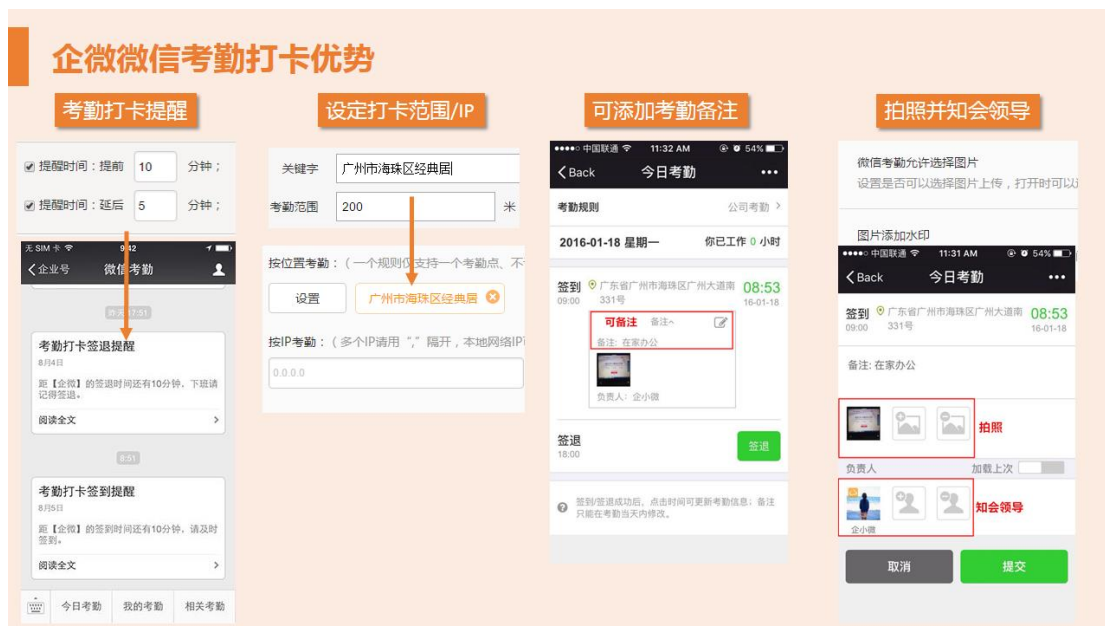 企微微信考勤打卡优势
考勤打卡提醒
设定打卡范围/IP
可添加考勤备注
拍照并知会领导
提醒时间：提前 10 分钟；
提醒时间：延后 5 分钟；
无 SIM 卡 9:42
企业号 微信考勤
昨天 17:51
考勤打卡签退提醒
8月4日
距【企微】的签退时间还有10分钟，下班请
记得签退。
阅读全文
8:51
考勤打卡签到提醒
8月5日
距【企微】的签到时间还有10分钟，请及时
签到。
阅读全文
今日考勤 我的考勤 相关考勤
关键字 广州市海珠区经典居
考勤范围 200 米
按位置考勤：（一个规则仅支持一个考勤点、不
设置 广州市海珠区经典居
按IP考勤：（多个IP请用“,”隔开，本地网络IP
0.0.0.0
中国联通 11:32 AM 54%
Back 今日考勤
考勤规则 公司考勤
2016-01-18 星期一 你已工作 0 小时
签到 广东省广州市海珠区广州大道南 08:53
09:00 331号 16-01-18
可备注 备注
备注: 在家办公
负责人: 企小微
签退 签退
18:00
签到/签退成功后，点击时间可更新考勤信息；备注
只能在考勤当天内修改。
微信考勤允许选择图片
设置是否可以选择图片上传，打开时可以
图片添加水印
中国联通 11:31 AM 54%
Back 今日考勤
签到 广东省广州市海珠区广州大道南 08:53
09:00 331号 16-01-18
备注: 在家办公
拍照
负责人 加载上次
知会领导
企小微
取消 提交